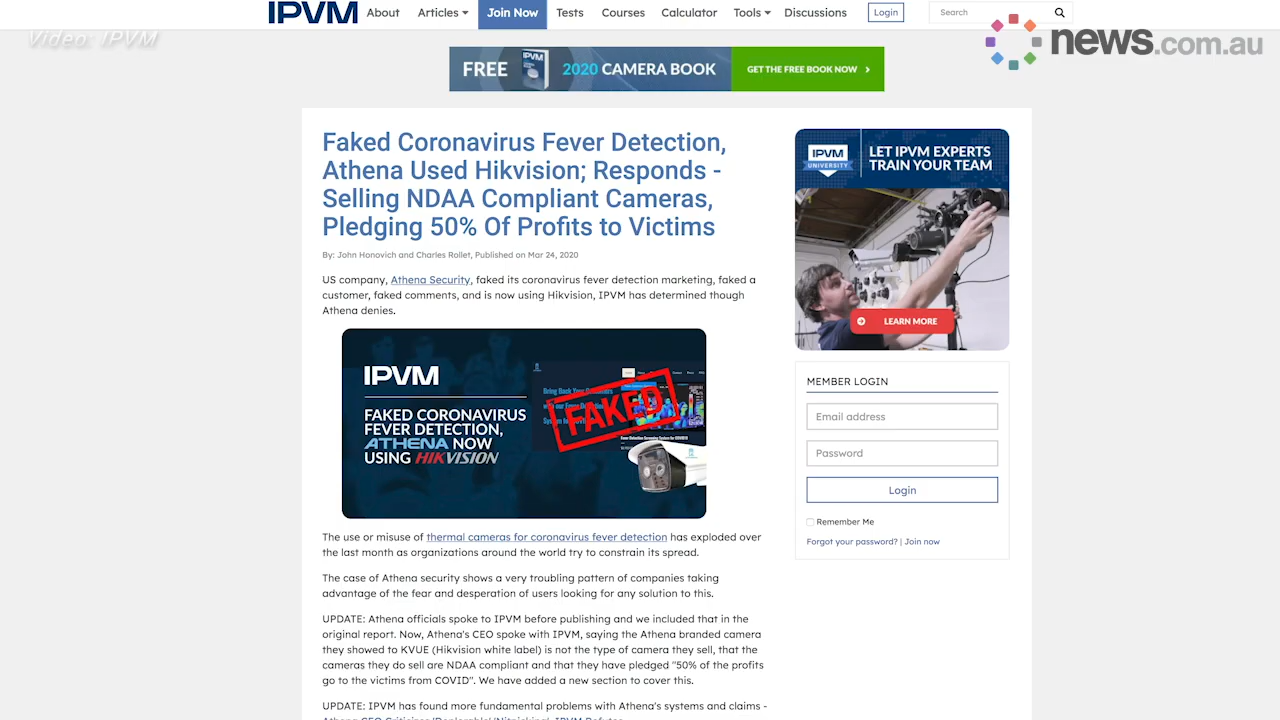 IPVM About Articles Join Now Tests Courses Calculator Tools Discussions Login Search
Video: IPVM
news.com.au
FREE IPVM 2020 CAMERA BOOK GET THE FREE BOOK NOW
Faked Coronavirus Fever Detection,
Athena Used Hikvision; Responds -
Selling NDAA Compliant Cameras,
Pledging 50% Of Profits to Victims
By: John Honovich and Charles Rollet, Published on Mar 24, 2020
US company, Athena Security, faked its coronavirus fever detection marketing, faked a
customer, faked comments, and is now using Hikvision, IPVM has determined though
Athena denies.
IPVM
FAKED CORONAVIRUS
FEVER DETECTION,
ATHENA NOW
USING HIKVISION
FAKED
The use or misuse of thermal cameras for coronavirus fever detection has exploded over
the last month as organizations around the world try to constrain its spread.
The case of Athena security shows a very troubling pattern of companies taking
advantage of the fear and desperation of users looking for any solution to this.
UPDATE: Athena officials spoke to IPVM before publishing and we included that in the
original report. Now, Athena's CEO spoke with IPVM, saying the Athena branded camera
they showed to KVUE (Hikvision white label) is not the type of camera they sell, that the
cameras they do sell are NDAA compliant and that they have pledged "50% of the profits
go to the victims from COVID". We have added a new section to cover this.
UPDATE: IPVM has found more fundamental problems with Athena's systems and claims -
IPVM
UNIVERSITY
LET IPVM EXPERTS
TRAIN YOUR TEAM
LEARN MORE
MEMBER LOGIN
Email address
Password
Login
Remember Me
Forgot your password? | Join now